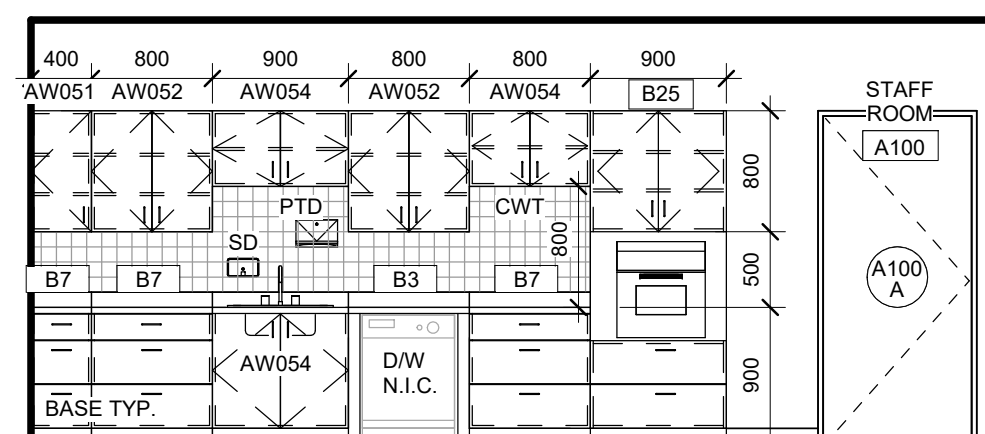 400 800 900 800 800 900
AW051 AW052 AW054 AW052 AW054 B25
STAFF
ROOM
A100
800
PTD CWT
SD
800
500
B7 B7 B3 B7
A100
A
AW054
D/W
N.I.C.
900
BASE TYP.